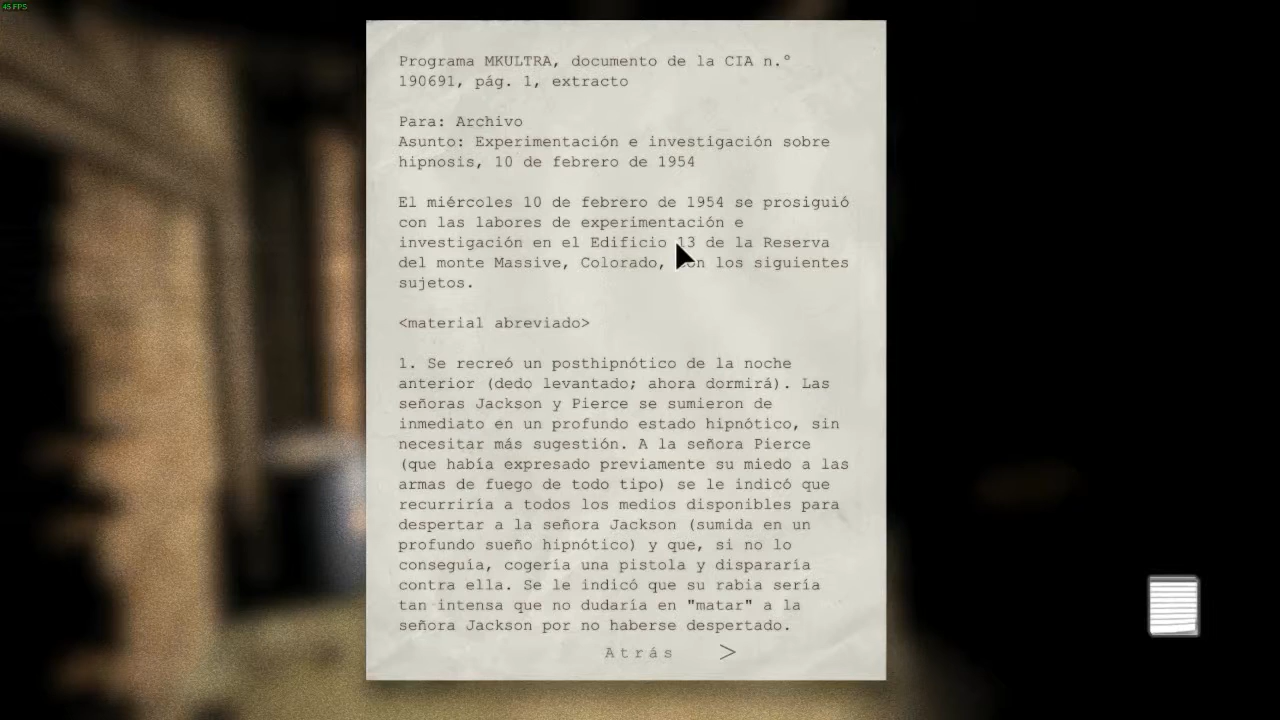 45 FPS
Programa MKULTRA, documento de la CIA n.º
190691, pág. 1, extracto
Para: Archivo
Asunto: Experimentación e investigación sobre
hipnosis, 10 de febrero de 1954
El miércoles 10 de febrero de 1954 se prosiguió
con las labores de experimentación e
investigación en el Edificio 13 de la Reserva
del monte Massive, Colorado, con los siguientes
sujetos.
<material abreviado>
1. Se recreó un posthipnótico de la noche
anterior (dedo levantado; ahora dormirá). Las
señoras Jackson y Pierce se sumieron de
inmediato en un profundo estado hipnótico, sin
necesitar más sugestión. A la señora Pierce
(que había expresado previamente su miedo a las
armas de fuego de todo tipo) se le indicó que
recurriría a todos los medios disponibles para
despertar a la señora Jackson (sumida en un
profundo sueño hipnótico) y que, si no lo
conseguía, cogería una pistola y dispararía
contra ella. Se le indicó que su rabia sería
tan intensa que no dudaría en "matar" a la
señora Jackson por no haberse despertado.
Atrás >